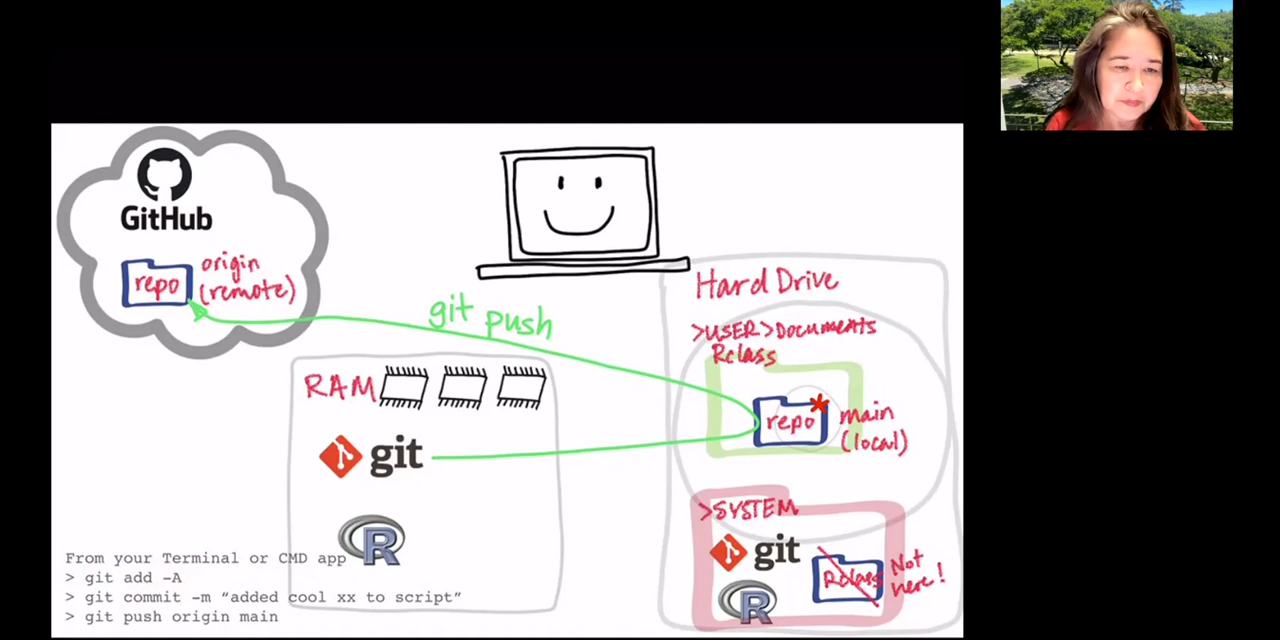 GitHub
repo
origin
(remote)
git push
Hard Drive
>USER>Documents
Rclass
RAM
repo*
main
(local)
git
R
>SYSTEM
git
R
Rclass
Not
here!
From your Terminal or CMD app
> git add -A
> git commit -m “added cool xx to script”
> git push origin main